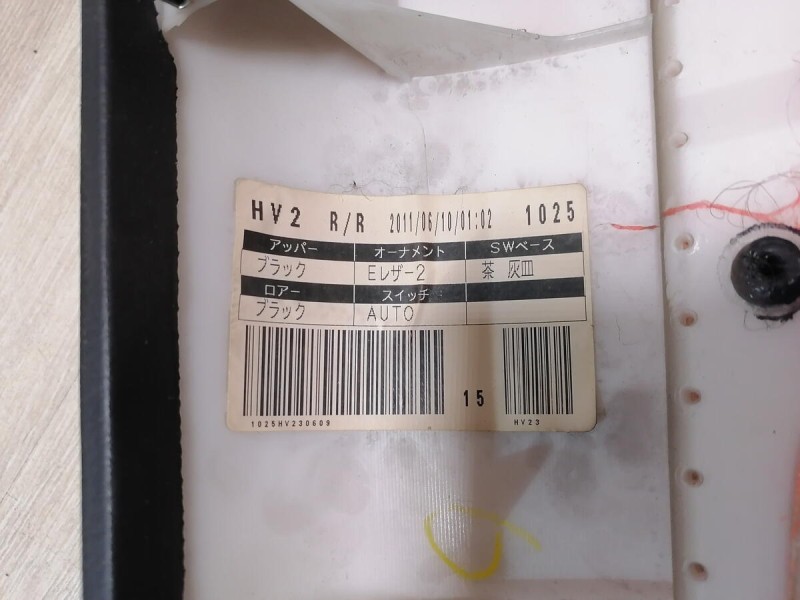 HV2 R/R 2011/06/10/01:02 1025
アッパー オーナメント SWベース
ブラック Eレザー2 茶 灰皿
ロアー スイッチ
ブラック AUTO
15
1025HV230609 HV23